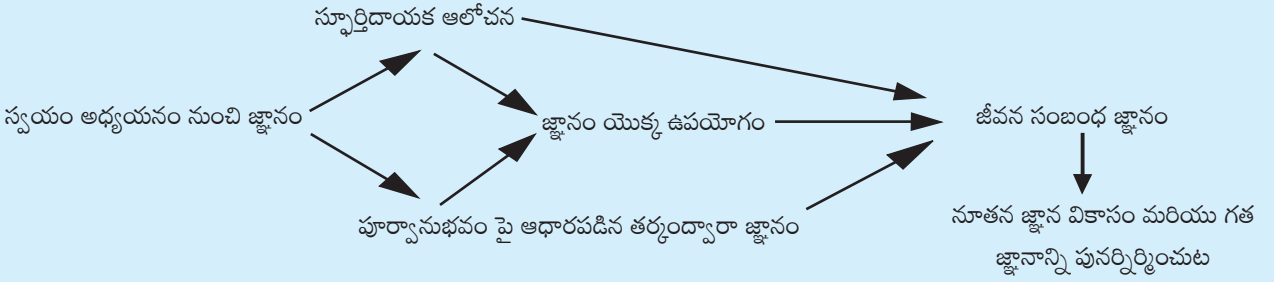 స్ఫూర్తిదాయక ఆలోచన
స్వయం అధ్యయనం నుంచి జ్ఞానం
జ్ఞానం యొక్క ఉపయోగం
జీవన సంబంధ జ్ఞానం
పూర్వానుభవం పై ఆధారపడిన తర్కంద్వారా జ్ఞానం
నూతన జ్ఞాన వికాసం మరియు గత
జ్ఞానాన్ని పునర్నిర్మించుట